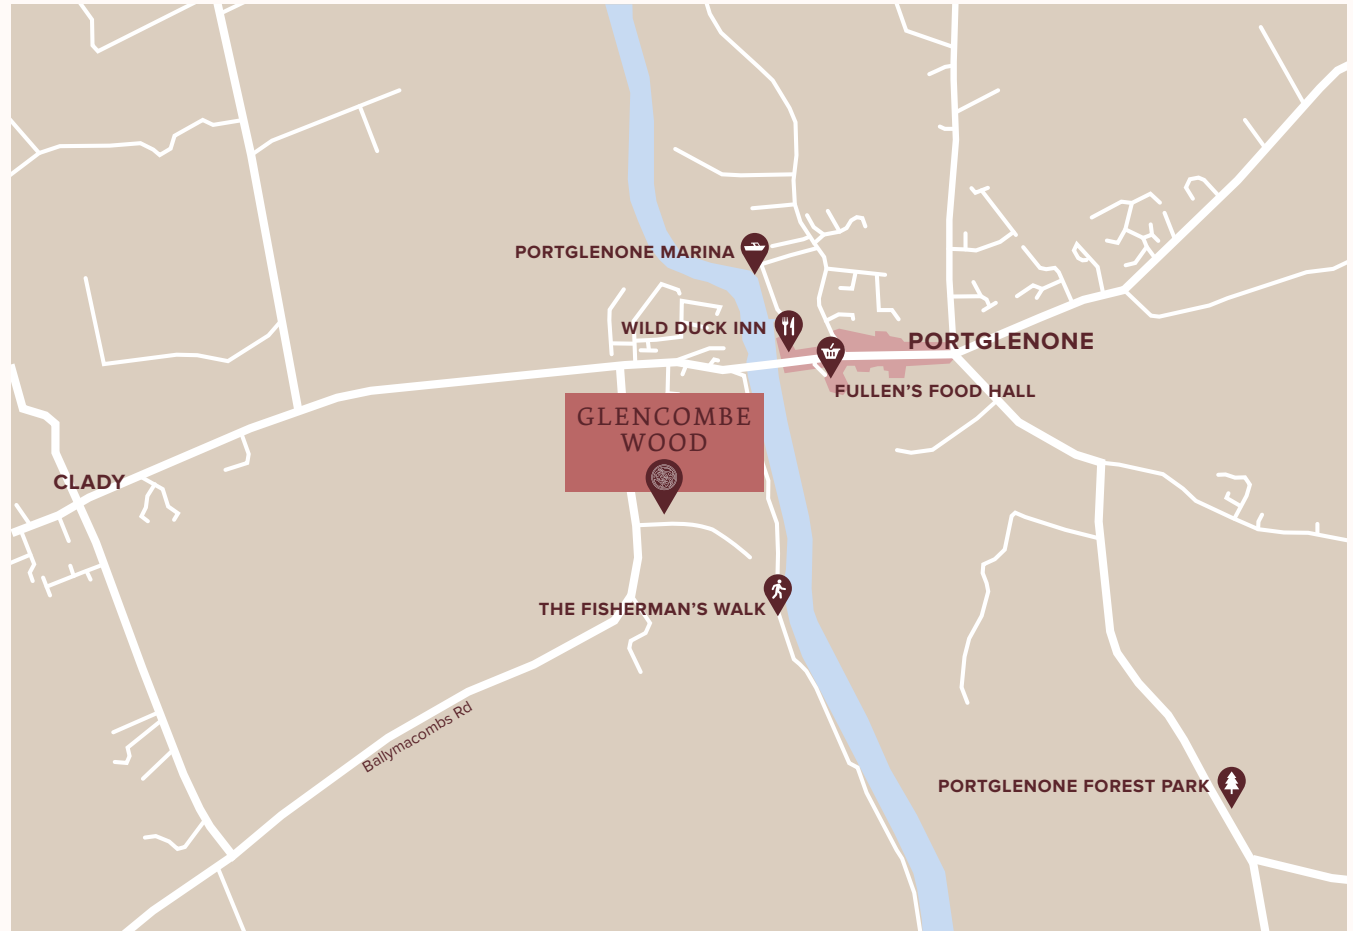 PORTGLENONE MARINA
WILD DUCK INN
PORTGLENONE
FULLEN’S FOOD HALL
GLENCOMBE
WOOD
CLADY
THE FISHERMAN’S WALK
Ballymacombs Rd
PORTGLENONE FOREST PARK